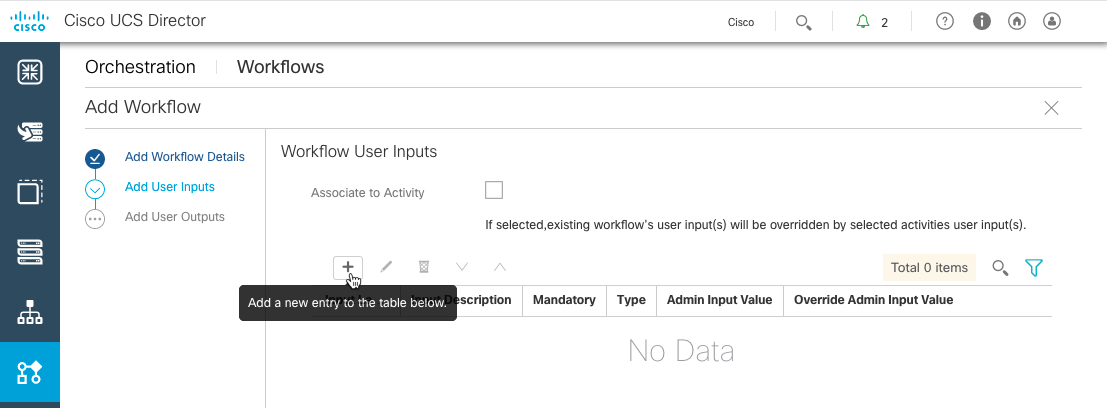 CISCO
Cisco UCS Director
Cisco
2
Orchestration
Workflows
Add Workflow
Add Workflow Details
Add User Inputs
Add User Outputs
Workflow User Inputs
Associate to Activity
If selected,existing workflow's user input(s) will be overridden by selected activities user input(s).
Total 0 items
Add a new entry to the table below.
Description Mandatory Type Admin Input Value Override Admin Input Value
No Data